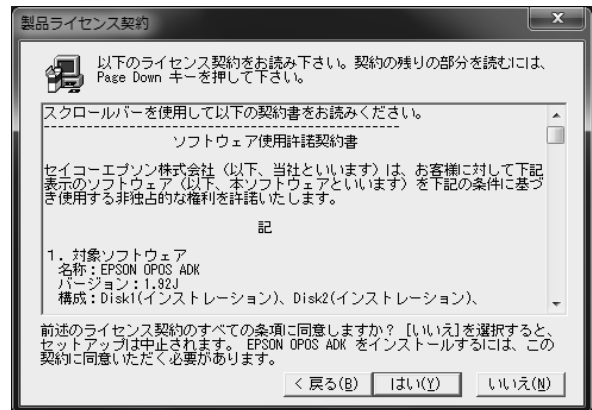 製品ライセンス契約
以下のライセンス契約をお読み下さい。契約の残りの部分を読むには、
Page Down キーを押して下さい。
スクロールバーを使用して以下の契約書をお読みください。
--------------------------------------------------
ソフトウェア使用許諾契約書
セイコーエプソン株式会社（以下、当社といいます）は、お客様に対して下記
表示のソフトウェア（以下、本ソフトウェアといいます）を下記の条件に基づ
き使用する非独占的な権利を許諾いたします。
記
1. 対象ソフトウェア
名称：EPSON OPOS ADK
バージョン：1.92J
構成：Disk1(インストレーション)、Disk2(インストレーション)、
前述のライセンス契約のすべての条項に同意しますか？ [いいえ]を選択すると、
セットアップは中止されます。 EPSON OPOS ADK をインストールするには、この
契約に同意いただく必要があります。
< 戻る(B) はい(Y) いいえ(N)